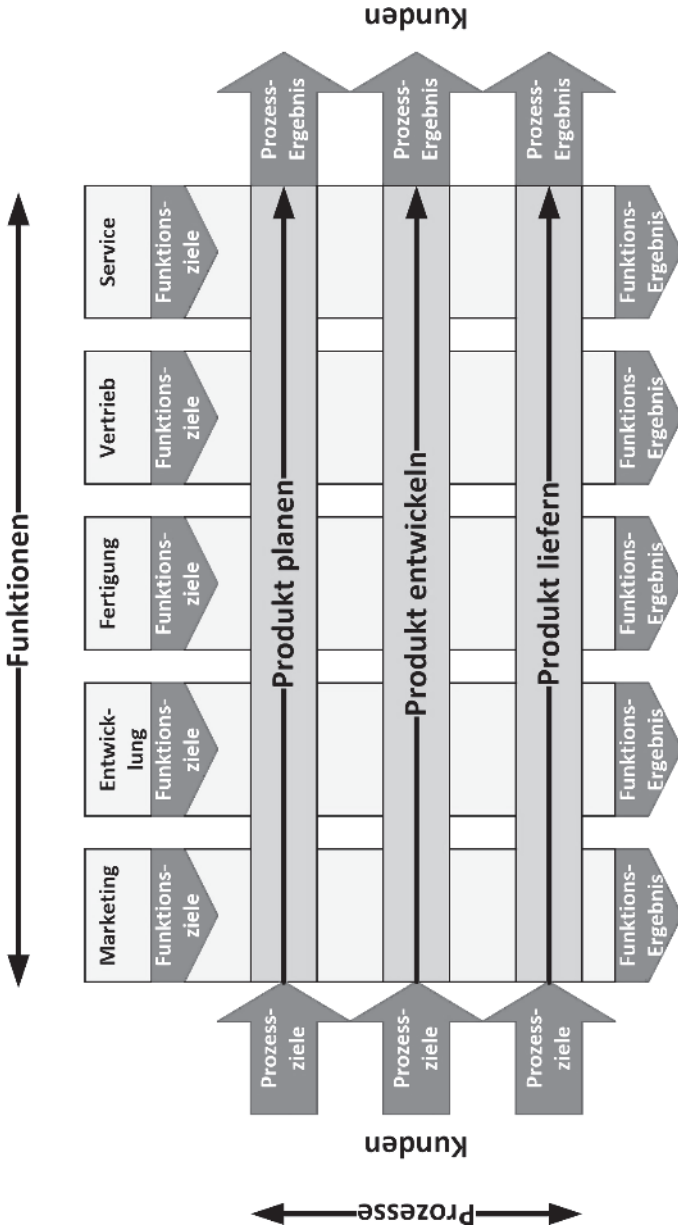 Funktionen
Marketing
Entwick-
lung
Fertigung
Vertrieb
Service
Funktions-
ziele
Funktions-
ziele
Funktions-
ziele
Funktions-
ziele
Funktions-
ziele
Prozesse
Kunden
Prozess-
ziele
Produkt planen
Prozess-
Ergebnis
Prozess-
ziele
Produkt entwickeln
Prozess-
Ergebnis
Prozess-
ziele
Produkt liefern
Prozess-
Ergebnis
Kunden
Funktions-
Ergebnis
Funktions-
Ergebnis
Funktions-
Ergebnis
Funktions-
Ergebnis
Funktions-
Ergebnis